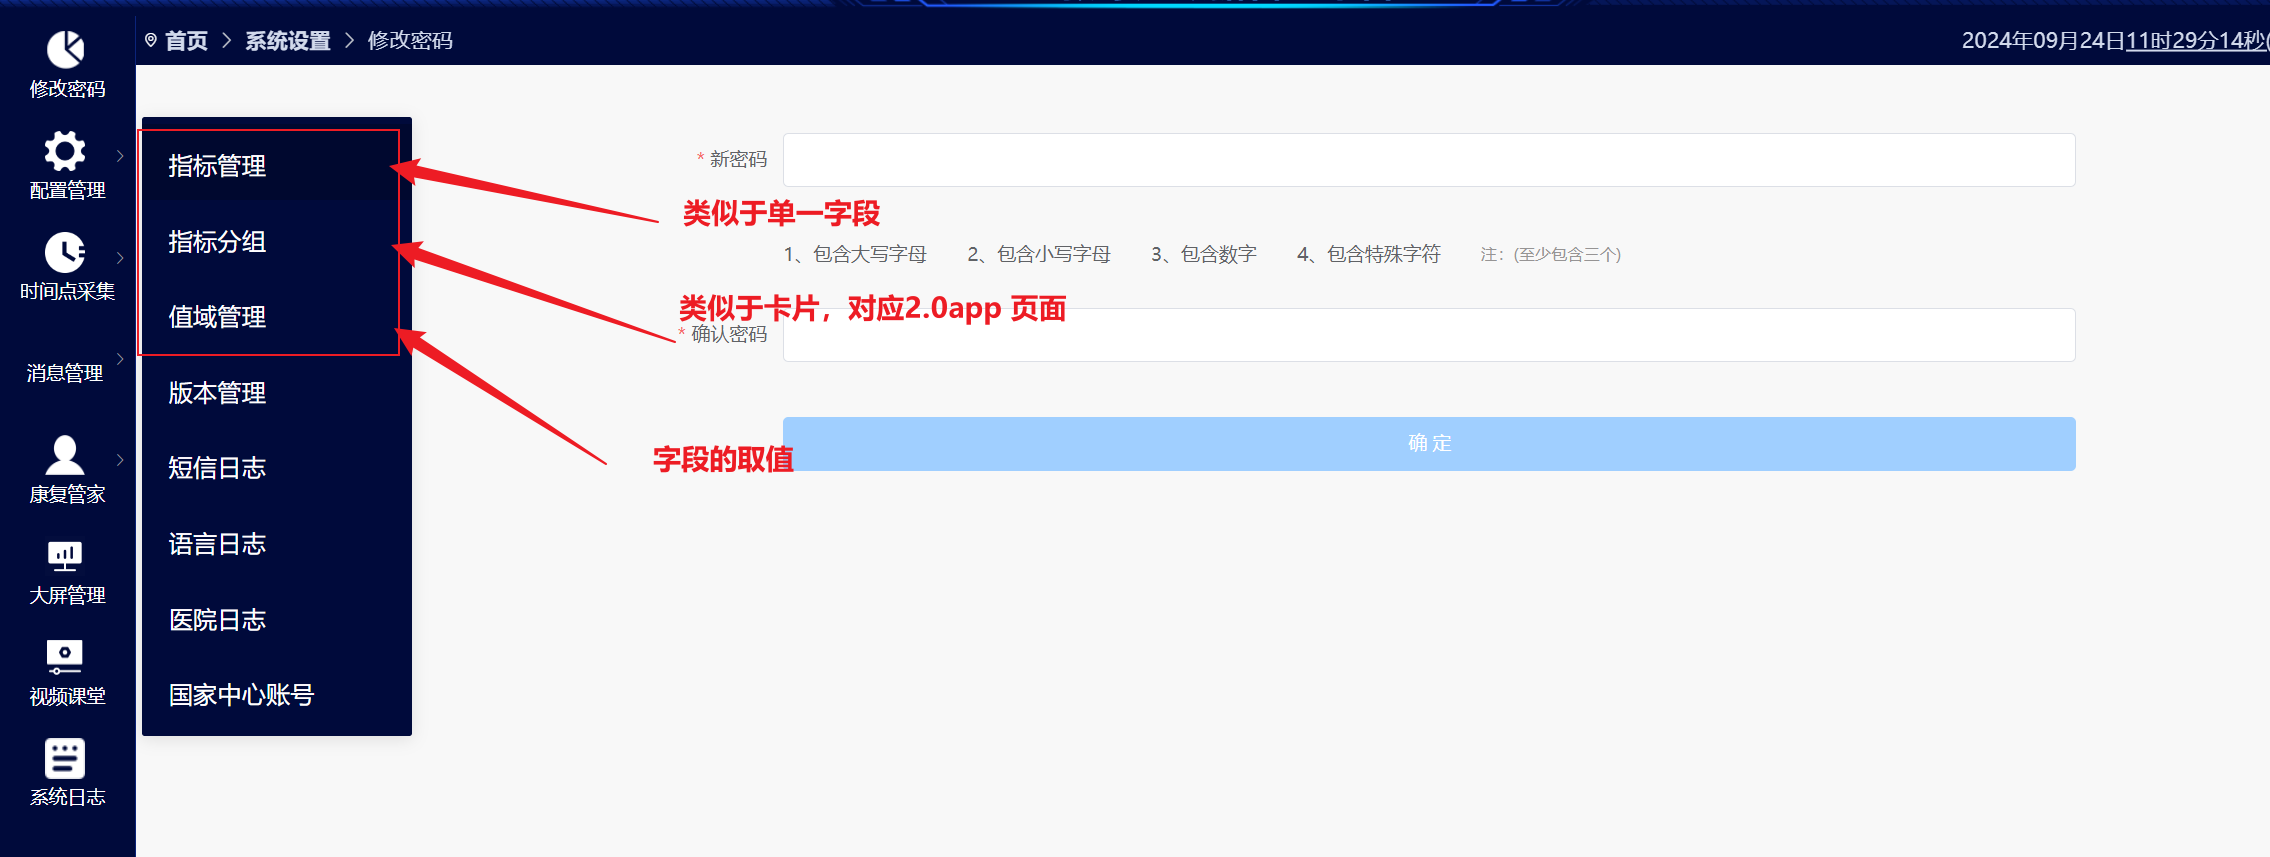 首页 > 系统设置 > 修改密码
2024年09月24日11时29分14秒(
修改密码
配置管理
时间点采集
消息管理
康复管家
大屏管理
视频课堂
系统日志
指标管理
指标分组
值域管理
版本管理
短信日志
语言日志
医院日志
国家中心账号
* 新密码
类似于单一字段
1、包含大写字母 2、包含小写字母 3、包含数字 4、包含特殊字符 注：(至少包含三个)
类似于卡片，对应2.0app 页面
* 确认密码
确 定
字段的取值